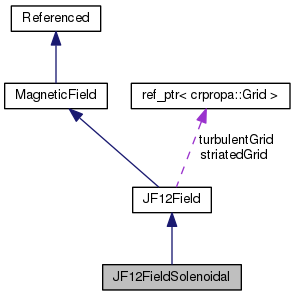 Referenced
MagneticField
ref_ptr< crpropa::Grid >
turbulentGrid
striatedGrid
JF12Field
JF12FieldSolenoidal